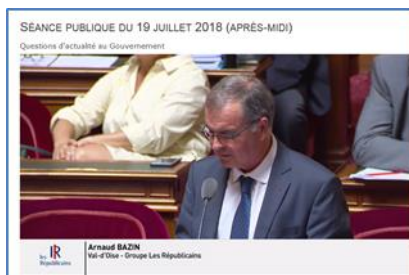 SÉANCE PUBLIQUE DU 19 JUILLET 2018 (APRÈS-MIDI)
Questions d'actualité au Gouvernement
lR
les
Républicains
Arnaud BAZIN
Val-d'Oise - Groupe Les Républicains